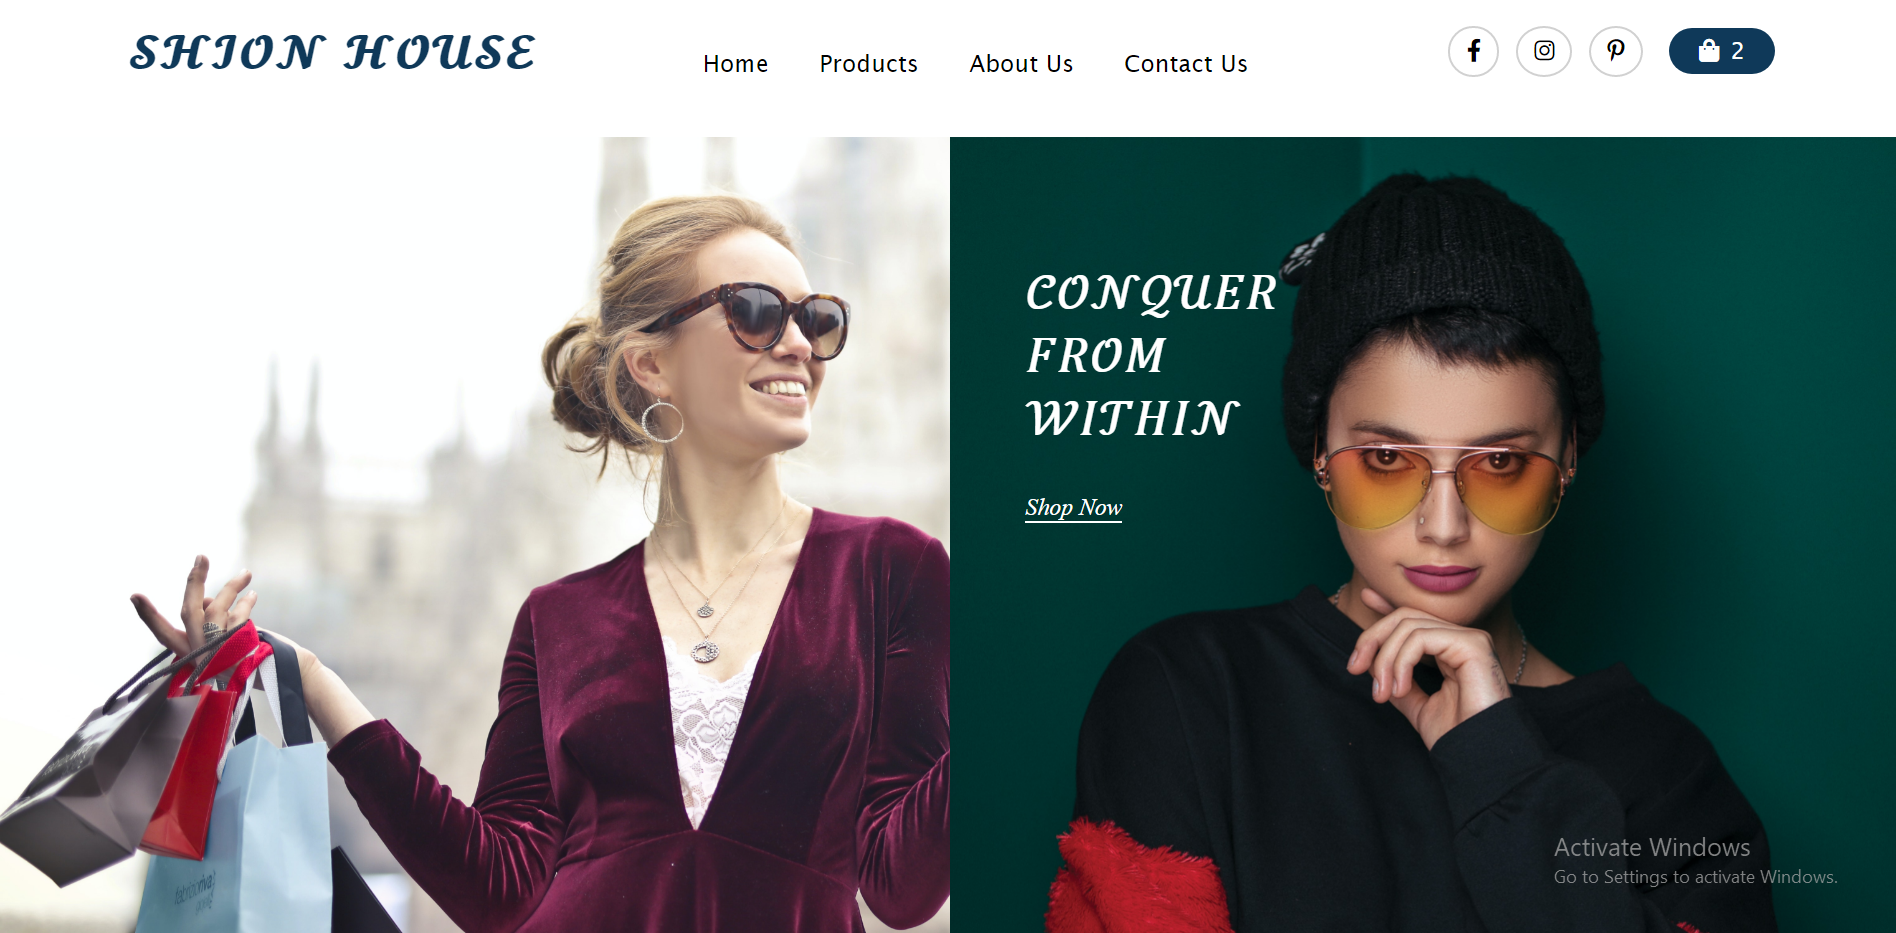 SHION HOUSE
Home Products About Us Contact Us
2
CONQUER
FROM
WITHIN
Shop Now
Activate Windows
Go to Settings to activate Windows.